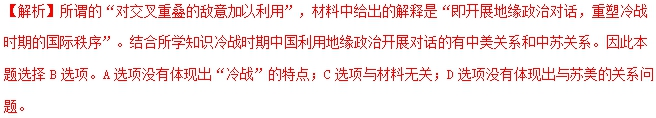 【解析】所谓的“对交叉重叠的敌意加以利用”，材料中给出的解释是“即开展地缘政治对话，重塑冷战
时期的国际秩序”。结合所学知识冷战时期中国利用地缘政治开展对话的有中美关系和中苏关系。因此本
题选择 B 选项。A 选项没有体现出“冷战”的特点；C 选项与材料无关；D 选项没有体现出与苏美的关系问
题。